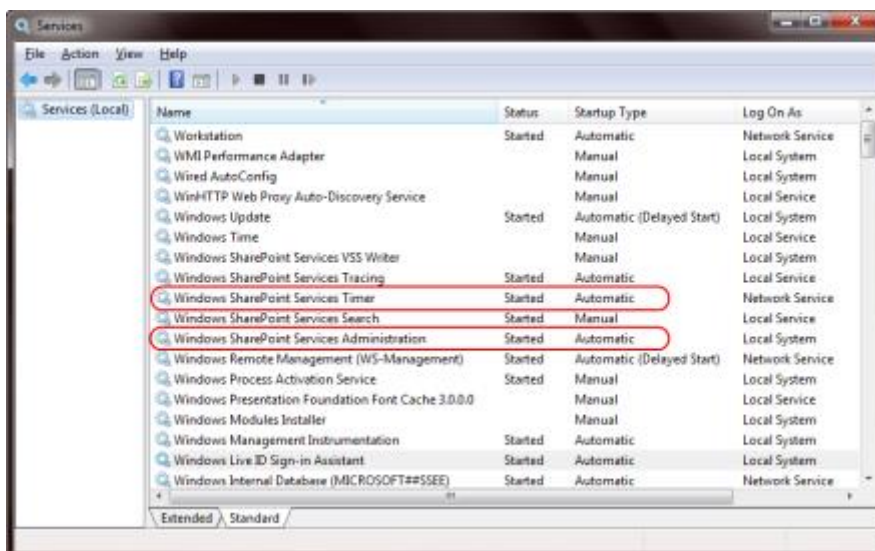 Services
File Action View Help
Services (Local)
Name Status Startup Type Log On As
Workstation Started Automatic Network Service
WMI Performance Adapter Manual Local System
Wired AutoConfig Manual Local System
WinHTTP Web Proxy Auto-Discovery Service Manual Local Service
Windows Update Started Automatic (Delayed Start) Local System
Windows Time Manual Local Service
Windows SharePoint Services VSS Writer Manual Local System
Windows SharePoint Services Tracing Started Automatic Local Service
Windows SharePoint Services Timer Started Automatic Network Service
Windows SharePoint Services Search Started Manual Local Service
Windows SharePoint Services Administration Started Automatic Local System
Windows Remote Management (WS-Management) Started Automatic (Delayed Start) Network Service
Windows Process Activation Service Started Manual Local System
Windows Presentation Foundation Font Cache 3.0.0.0 Manual Local Service
Windows Modules Installer Manual Local System
Windows Management Instrumentation Started Automatic Local System
Windows Live ID Sign-in Assistant Started Automatic Local System
Windows Internal Database (MICROSOFT##SSEE) Started Automatic Network Service
Extended Standard